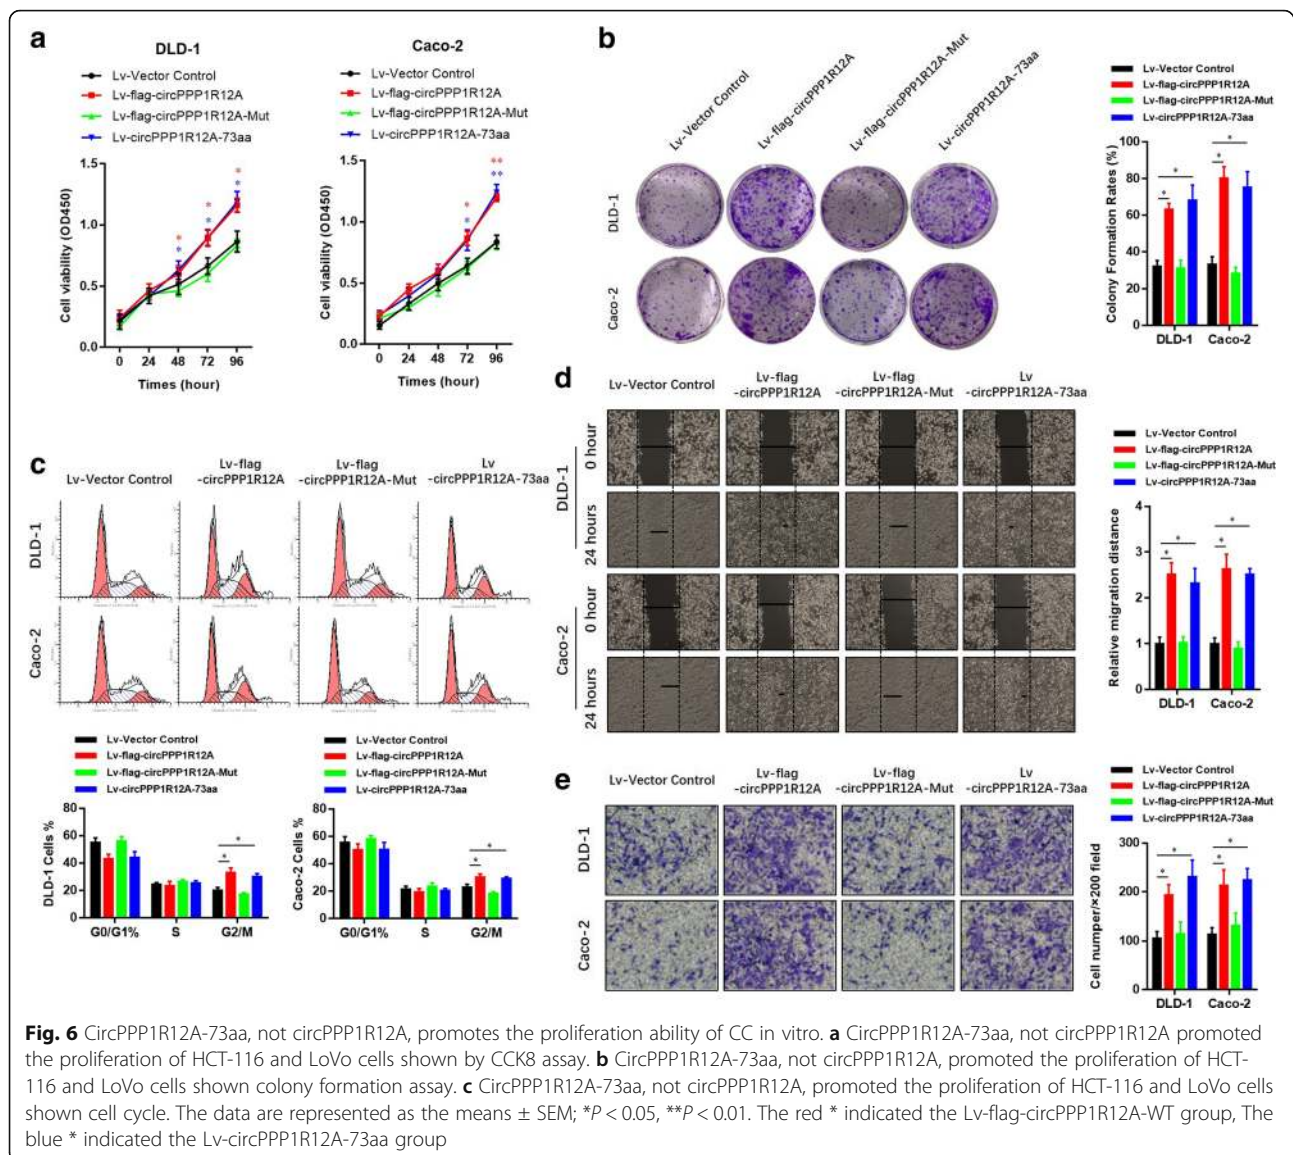 a
DLD-1
Lv-Vector Control
Lv-flag-circPPP1R12A
Lv-flag-circPPP1R12A-Mut
Lv-circPPP1R12A-73aa
Cell viability (OD450)
1.5
1.0
0.5
0.0
0 24 48 72 96
Times (hour)
* * *
* * *
Caco-2
Lv-Vector Control
Lv-flag-circPPP1R12A
Lv-flag-circPPP1R12A-Mut
Lv-circPPP1R12A-73aa
Cell viability (OD450)
1.5
1.0
0.5
0.0
0 24 48 72 96
Times (hour)
* **
* **
b
Lv-Vector Control
Lv-flag-circPPP1R12A
Lv-flag-circPPP1R12A-Mut
Lv-circPPP1R12A-73aa
DLD-1
Caco-2
Lv-Vector Control
Lv-flag-circPPP1R12A
Lv-flag-circPPP1R12A-Mut
Lv-circPPP1R12A-73aa
Colony Formation Rates (%)
100
80
60
40
20
0
* * * *
DLD-1 Caco-2
c
Lv-Vector Control
Lv-flag
-circPPP1R12A
Lv-flag
-circPPP1R12A-Mut
Lv
-circPPP1R12A-73aa
DLD-1
Caco-2
Lv-Vector Control
Lv-flag-circPPP1R12A
Lv-flag-circPPP1R12A-Mut
Lv-circPPP1R12A-73aa
DLD-1 Cells %
80
60
40
20
0
* *
G0/G1% S G2/M
Lv-Vector Control
Lv-flag-circPPP1R12A
Lv-flag-circPPP1R12A-Mut
Lv-circPPP1R12A-73aa
Caco-2 Cells %
80
60
40
20
0
* *
G0/G1% S G2/M
d
Lv-Vector Control
Lv-flag
-circPPP1R12A
Lv-flag
-circPPP1R12A-Mut
Lv
-circPPP1R12A-73aa
DLD-1
0 hour
24 hours
Caco-2
0 hour
24 hours
Lv-Vector Control
Lv-flag-circPPP1R12A
Lv-flag-circPPP1R12A-Mut
Lv-circPPP1R12A-73aa
Relative migration distance
4
3
2
1
0
* * * *
DLD-1 Caco-2
e
Lv-Vector Control
Lv-flag
-circPPP1R12A
Lv-flag
-circPPP1R12A-Mut
Lv
-circPPP1R12A-73aa
DLD-1
Caco-2
Lv-Vector Control
Lv-flag-circPPP1R12A
Lv-flag-circPPP1R12A-Mut
Lv-circPPP1R12A-73aa
Cell numper/×200 field
300
200
100
0
* * * *
DLD-1 Caco-2
Fig. 6 CircPPP1R12A-73aa, not circPPP1R12A, promotes the proliferation ability of CC in vitro. a CircPPP1R12A-73aa, not circPPP1R12A promoted
the proliferation of HCT-116 and LoVo cells shown by CCK8 assay. b CircPPP1R12A-73aa, not circPPP1R12A, promoted the proliferation of HCT-
116 and LoVo cells shown colony formation assay. c CircPPP1R12A-73aa, not circPPP1R12A, promoted the proliferation of HCT-116 and LoVo cells
shown cell cycle. The data are represented as the means ± SEM; *P < 0.05, **P < 0.01. The red * indicated the Lv-flag-circPPP1R12A-WT group, The
blue * indicated the Lv-circPPP1R12A-73aa group